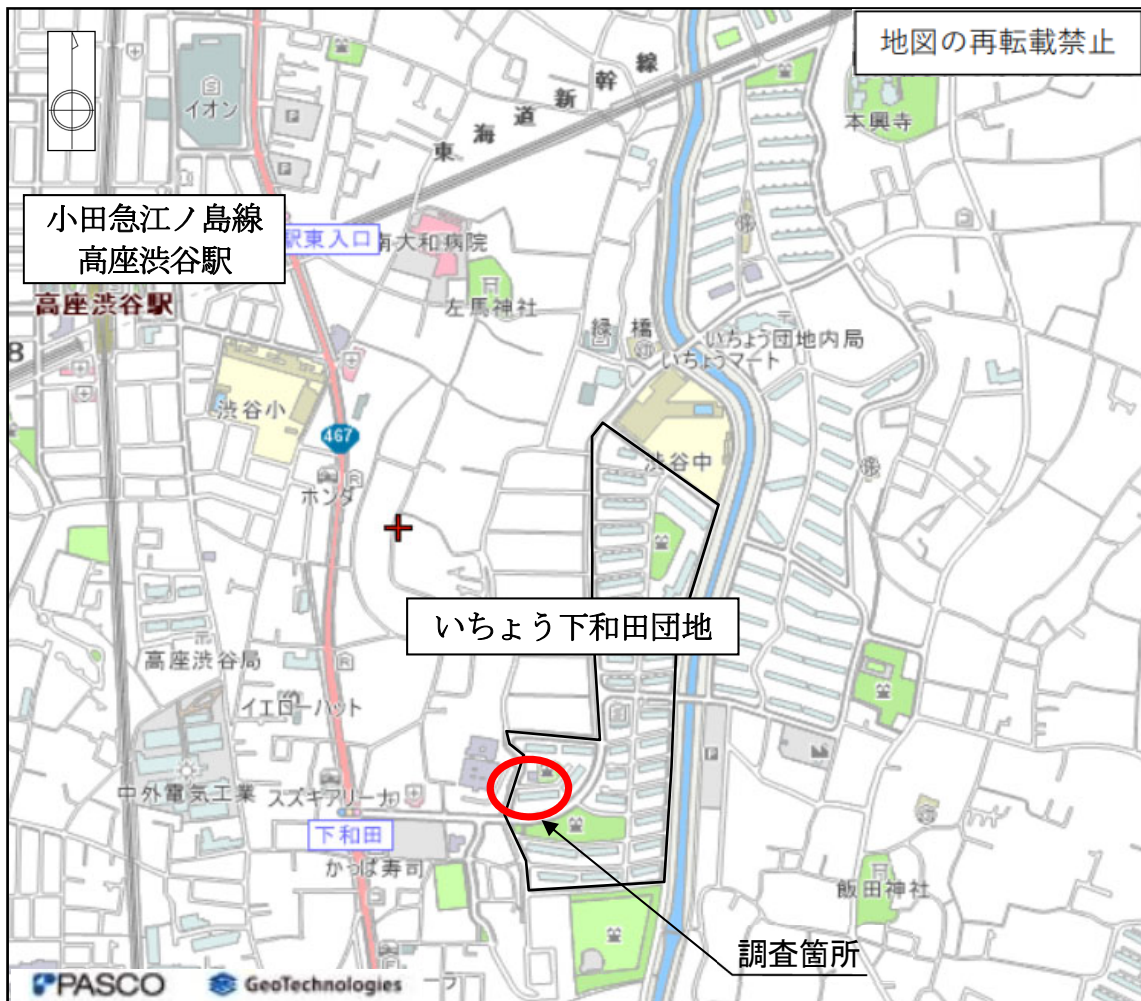 地図の再転載禁止
イオン
東海道新幹線
本興寺
小田急江ノ島線
高座渋谷駅
駅東入口
南大和病院
高座渋谷駅
左馬神社
緑橋
いちょう団地内局
いちょうマート
8
渋谷小
467
渋谷中
ホンダ
いちょう下和田団地
高座渋谷局
イエローハット
中外電気工業
スズキアリーナ
下和田
かっぱ寿司
飯田神社
調査箇所
PASCO
GeoTechnologies